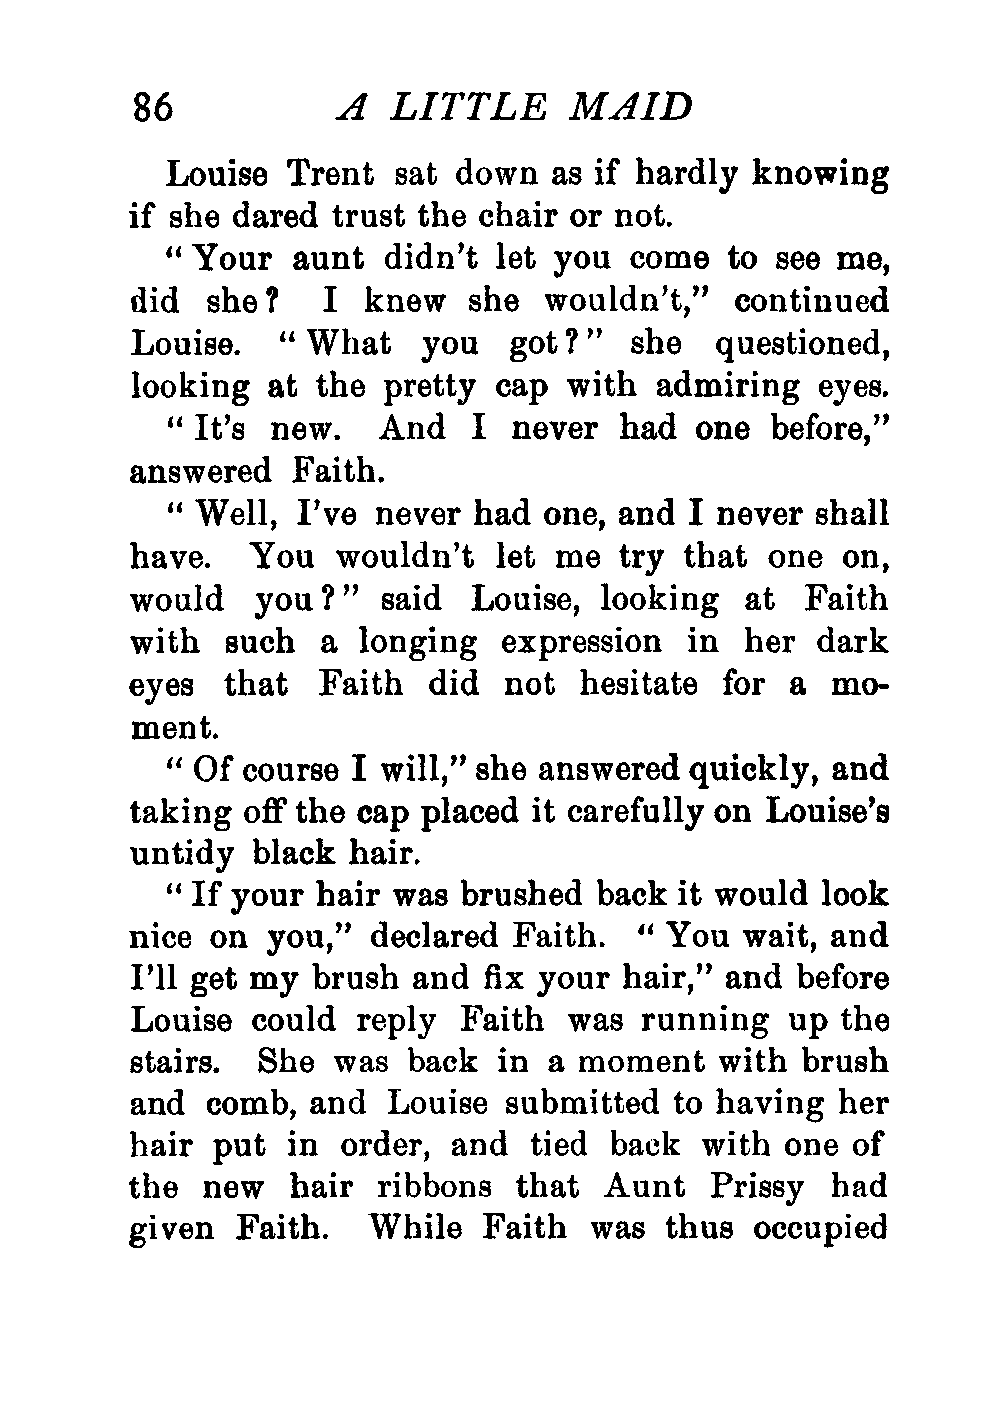 86 A LITTLE MAID
Louise Trent sat down as if hardly knowing
if she dared trust the chair or not.
“ Your aunt didn’t let you come to see me,
did she? I knew she wouldn’t,” continued
Louise. “ What you got?” she questioned,
looking at the pretty cap with admiring eyes.
“ It’s new. And I never had one before,”
answered Faith.
“ Well, I’ve never had one, and I never shall
have. You wouldn’t let me try that one on,
would you?” said Louise, looking at Faith
with such a longing expression in her dark
eyes that Faith did not hesitate for a mo-
ment.
“ Of course I will,” she answered quickly, and
taking off the cap placed it carefully on Louise’s
untidy black hair.
“ If your hair was brushed back it would look
nice on you,” declared Faith. “ You wait, and
I’ll get my brush and fix your hair,” and before
Louise could reply Faith was running up the
stairs. She was back in a moment with brush
and comb, and Louise submitted to having her
hair put in order, and tied back with one of
the new hair ribbons that Aunt Prissy had
given Faith. While Faith was thus occupied